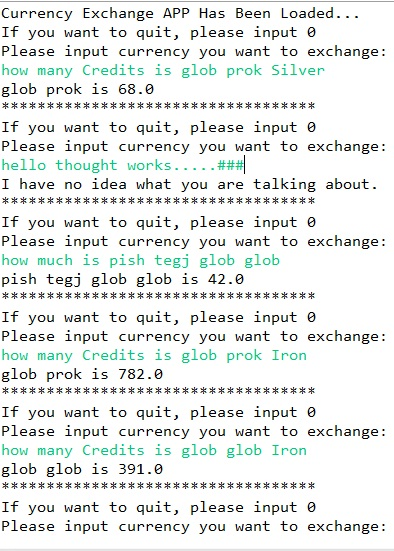 Currency Exchange APP Has Been Loaded...
If you want to quit, please input 0
Please input currency you want to exchange:
how many Credits is glob prok Silver
glob prok is 68.0
***********************************
If you want to quit, please input 0
Please input currency you want to exchange:
hello thought works.....###
I have no idea what you are talking about.
***********************************
If you want to quit, please input 0
Please input currency you want to exchange:
how much is pish tegj glob glob
pish tegj glob glob is 42.0
***********************************
If you want to quit, please input 0
Please input currency you want to exchange:
how many Credits is glob prok Iron
glob prok is 782.0
***********************************
If you want to quit, please input 0
Please input currency you want to exchange:
how many Credits is glob glob Iron
glob glob is 391.0
***********************************
If you want to quit, please input 0
Please input currency you want to exchange: